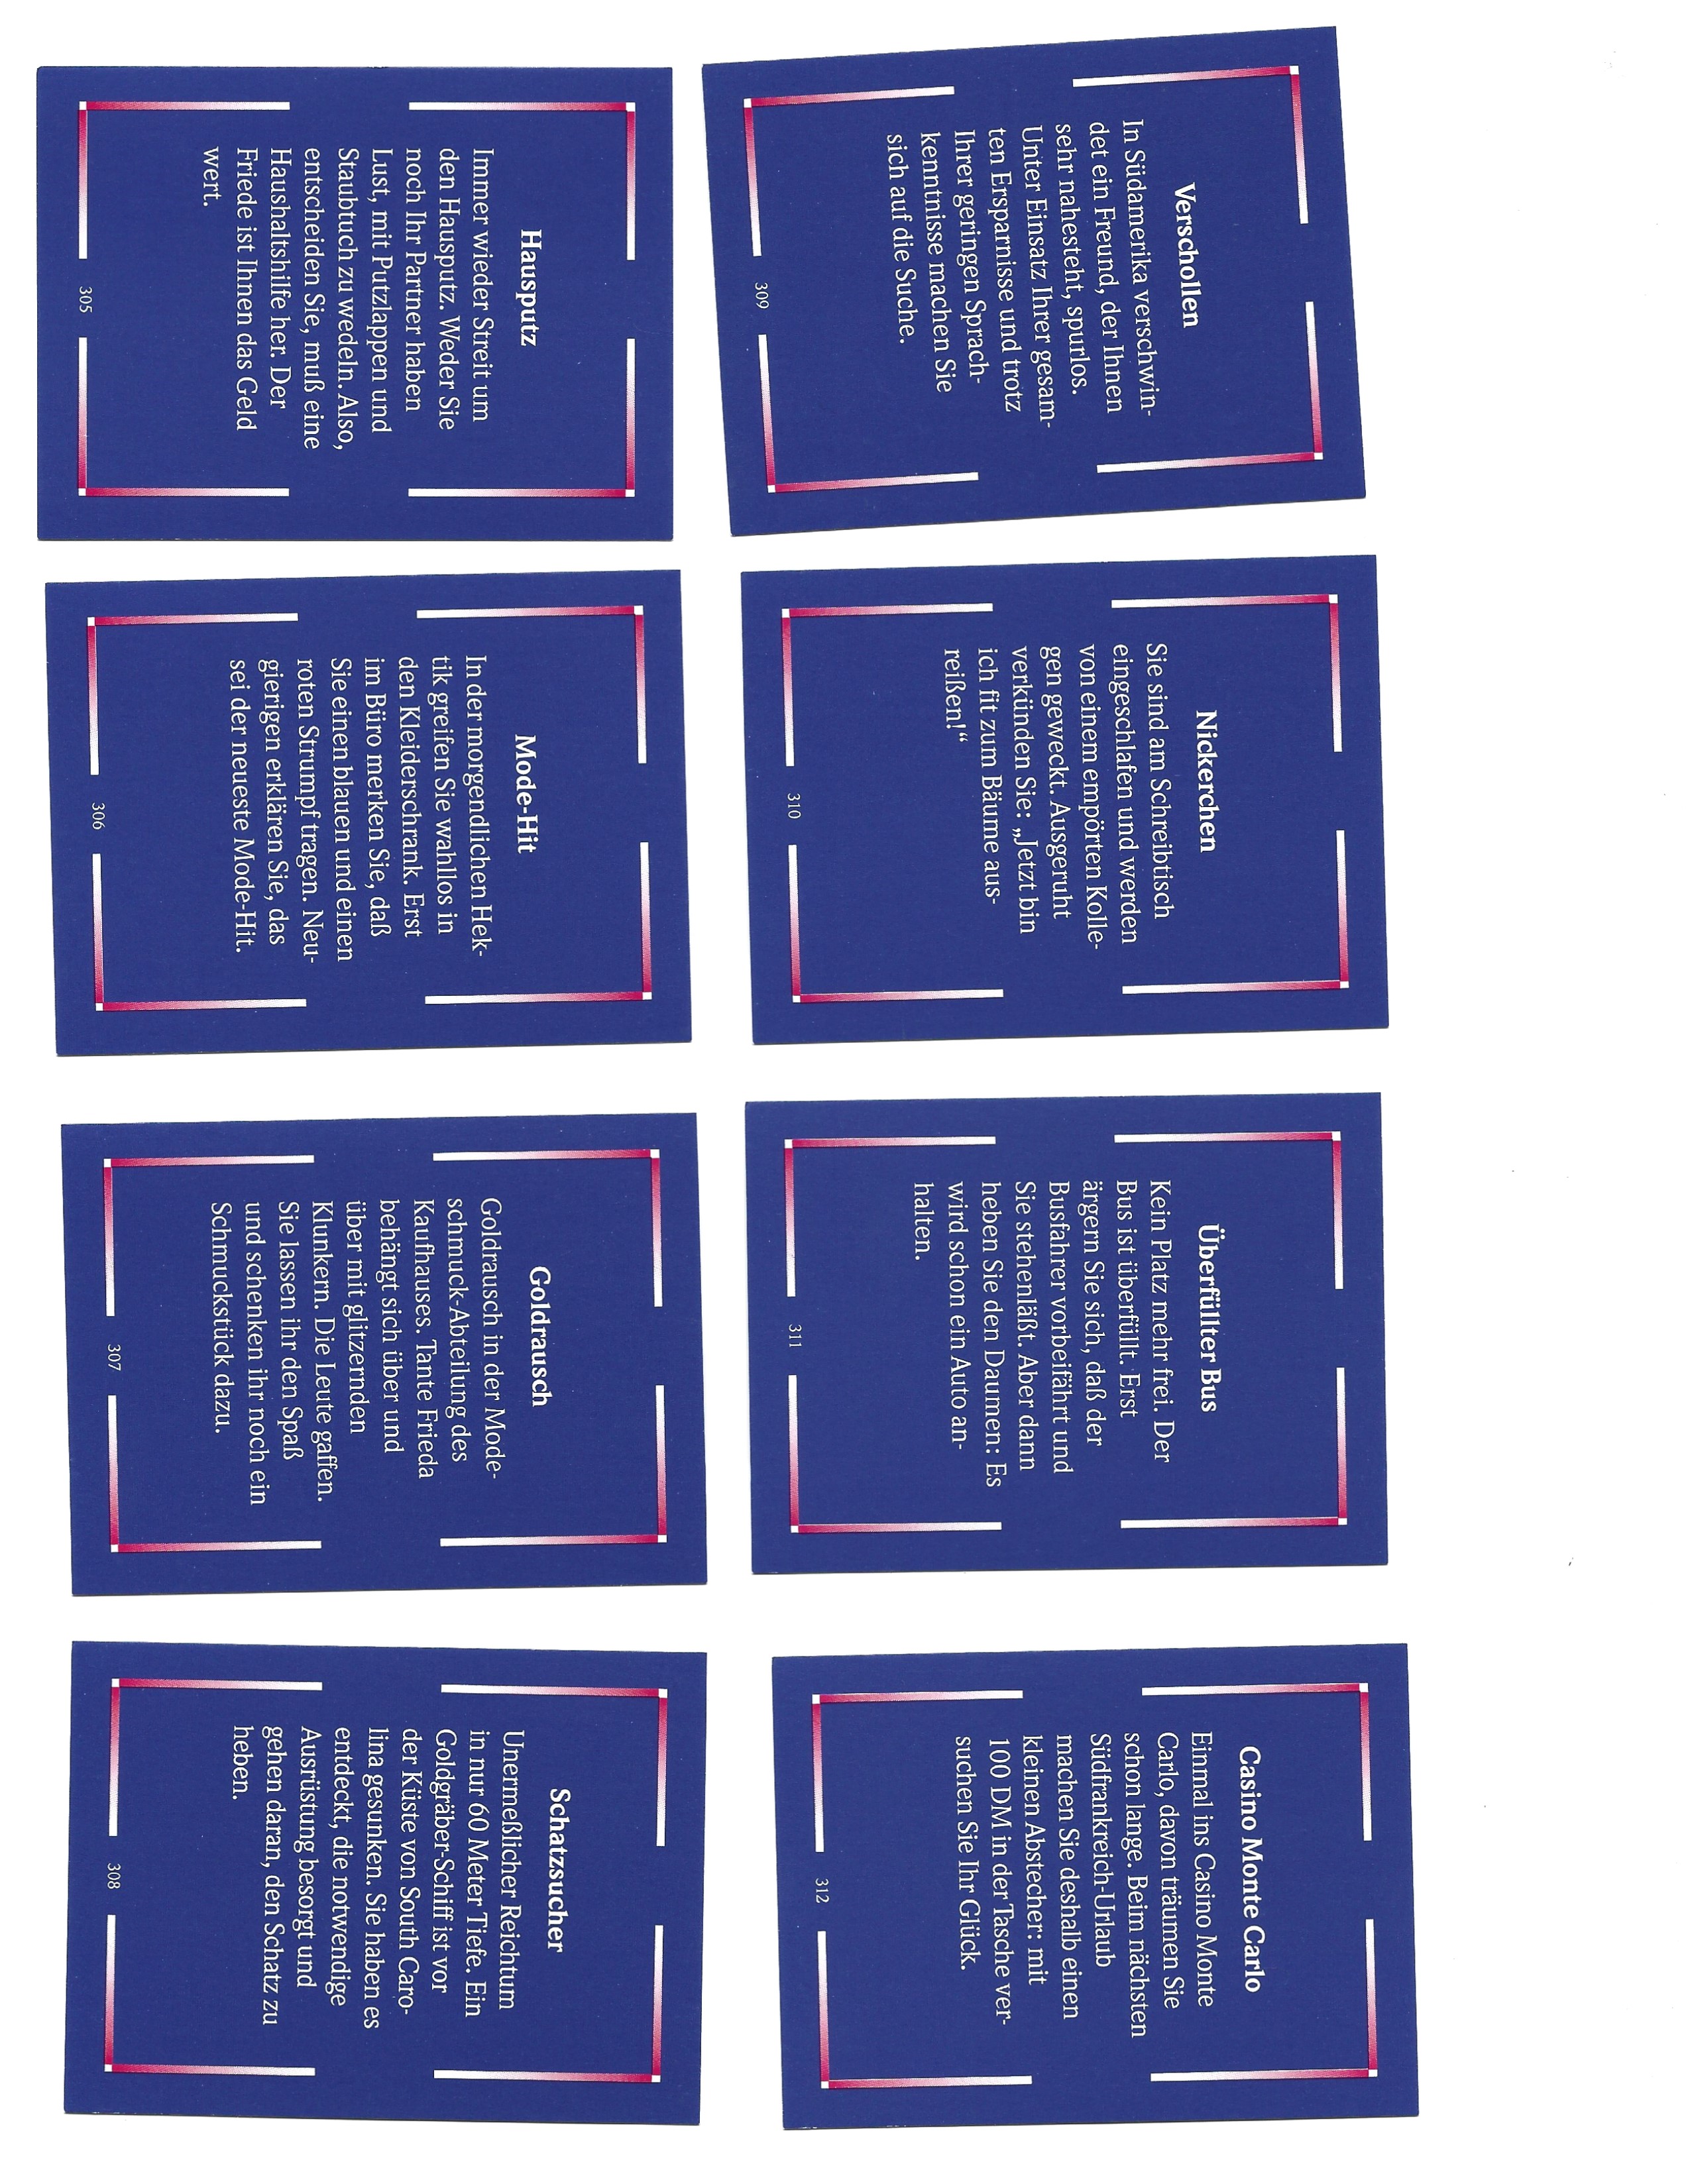 Hausputz
Immer wieder Streit um
den Hausputz. Weder Sie
noch Ihr Partner haben
Lust, mit Putzlappen und
Staubtuch zu wedeln. Also,
entscheiden Sie, muß eine
Haushaltshilfe her. Der
Friede ist Ihnen das Geld
wert.
305
Mode-Hit
In der morgendlichen Hek-
tik greifen Sie wahllos in
den Kleiderschrank. Erst
im Büro merken Sie, daß
Sie einen blauen und einen
roten Strumpf tragen. Neu-
gierigen erklären Sie, das
sei der neueste Mode-Hit.
306
Goldrausch
Goldrausch in der Mode-
schmuck-Abteilung des
Kaufhauses. Tante Frieda
behängt sich über und
über mit glitzernden
Klunkern. Die Leute gaffen.
Sie lassen ihr den Spaß
und schenken ihr noch ein
Schmuckstück dazu.
307
Schatzsucher
Unermeßlicher Reichtum
in nur 60 Meter Tiefe. Ein
Goldgräber-Schiff ist vor
der Küste von South Caro-
lina gesunken. Sie haben es
entdeckt, die notwendige
Ausrüstung besorgt und
gehen daran, den Schatz zu
heben.
308
Verschollen
In Südamerika verschwin-
det ein Freund, der Ihnen
sehr nahesteht, spurlos.
Unter Einsatz Ihrer gesam-
ten Ersparnisse und trotz
Ihrer geringen Sprach-
kenntnisse machen Sie
sich auf die Suche.
309
Nickerchen
Sie sind am Schreibtisch
eingeschlafen und werden
von einem empörten Kolle-
gen geweckt. Ausgeruht
verkünden Sie: „Jetzt bin
ich fit zum Bäume aus-
reißen!“
310
Überfüllter Bus
Kein Platz mehr frei. Der
Bus ist überfüllt. Erst
ärgern Sie sich, daß der
Busfahrer vorbeifährt und
Sie stehenläßt. Aber dann
heben Sie den Daumen: Es
wird schon ein Auto an-
halten.
311
Casino Monte Carlo
Einmal ins Casino Monte
Carlo, davon träumen Sie
schon lange. Beim nächsten
Südfrankreich-Urlaub
machen Sie deshalb einen
kleinen Abstecher: mit
100 DM in der Tasche ver-
suchen Sie Ihr Glück.
312